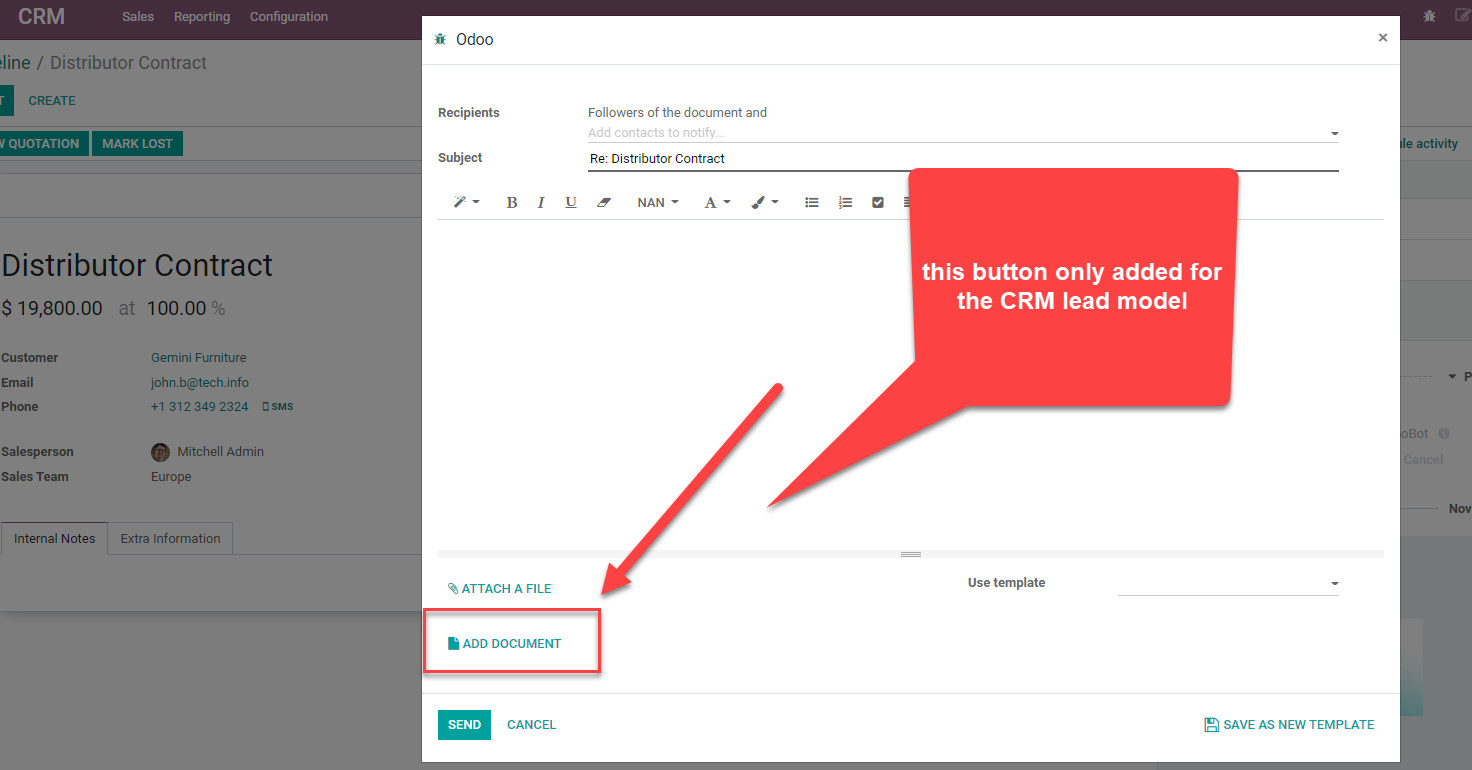 CRM
Sales
Reporting
Configuration
Odoo
×
eline / Distributor Contract
T
CREATE
W QUOTATION
MARK LOST
Recipients
Followers of the document and
Add contacts to notify...
Subject
Re: Distributor Contract
ule activity
B I U NAN A
this button only added for
the CRM lead model
Distributor Contract
$ 19,800.00 at 100.00 %
Customer
Gemini Furniture
Email
john.b@tech.info
Phone
+1 312 349 2324 SMS
P
oBot
Cancel
Salesperson
Mitchell Admin
Sales Team
Europe
Nov
Internal Notes
Extra Information
ATTACH A FILE
Use template
ADD DOCUMENT
SEND
CANCEL
SAVE AS NEW TEMPLATE